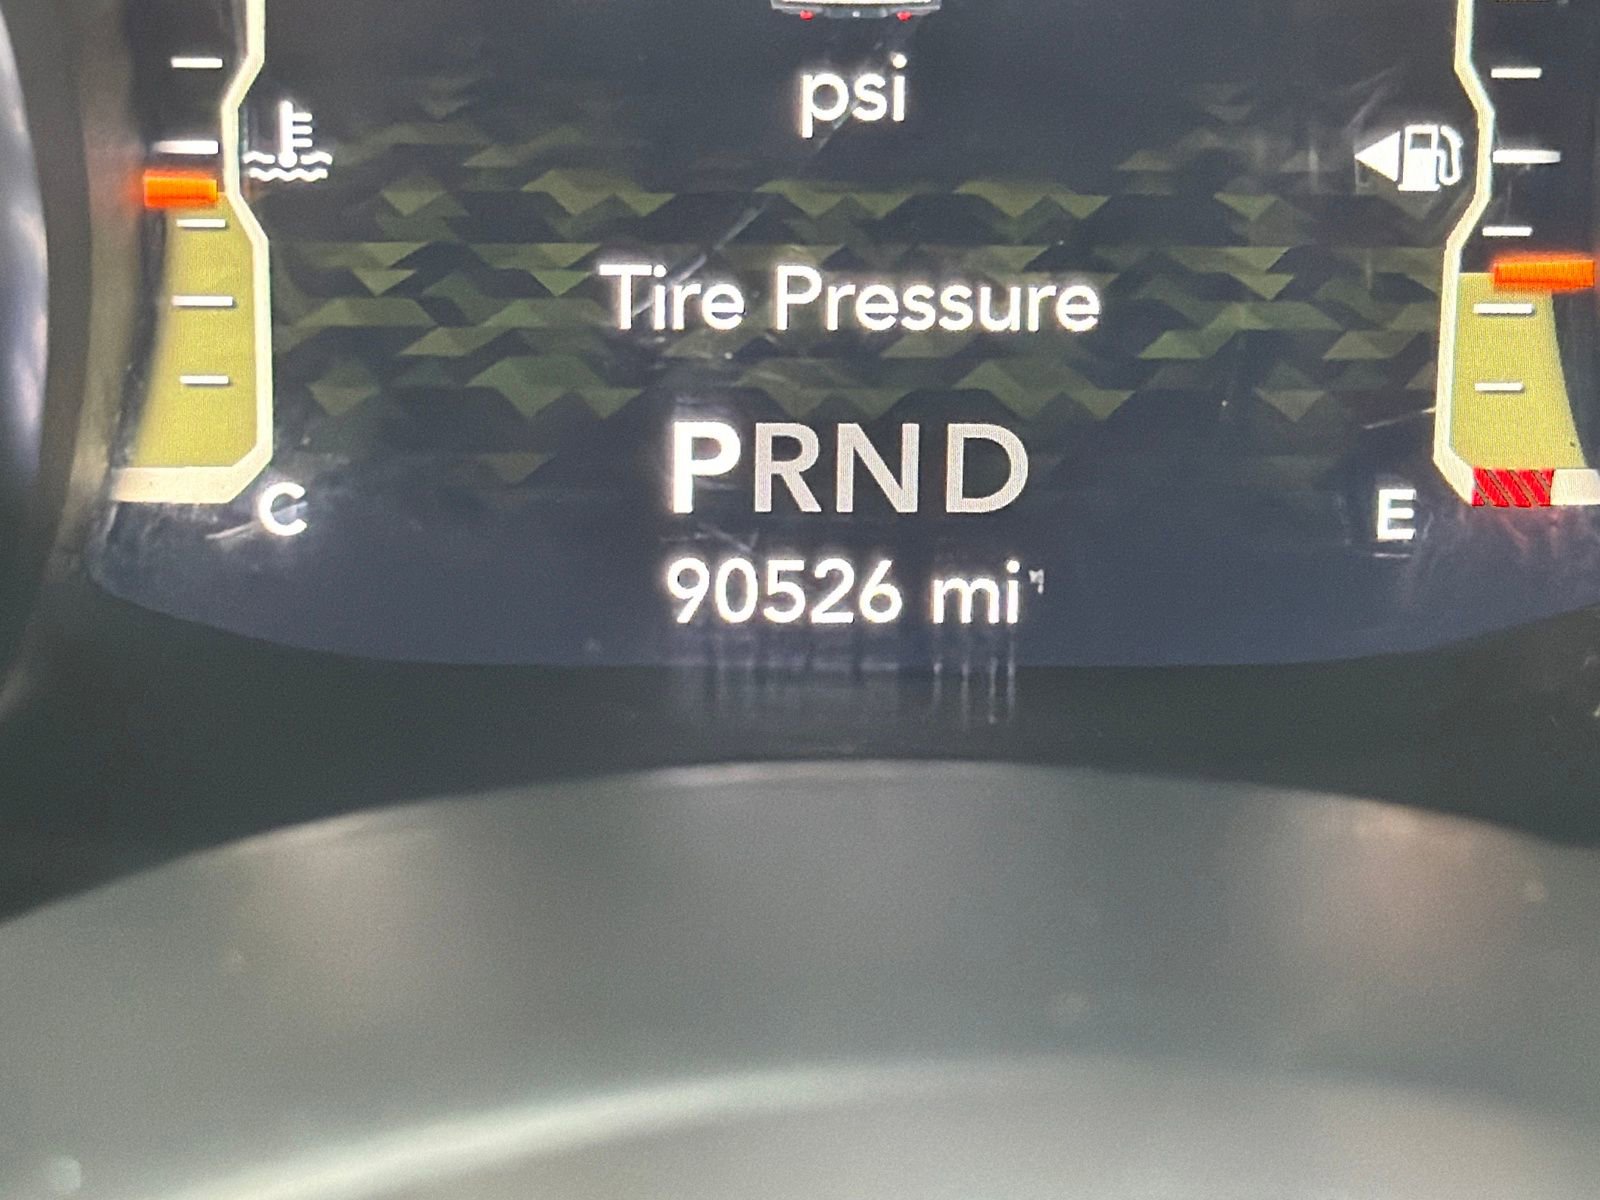 psi
Tire Pressure
PRND
C
E
90526 mi